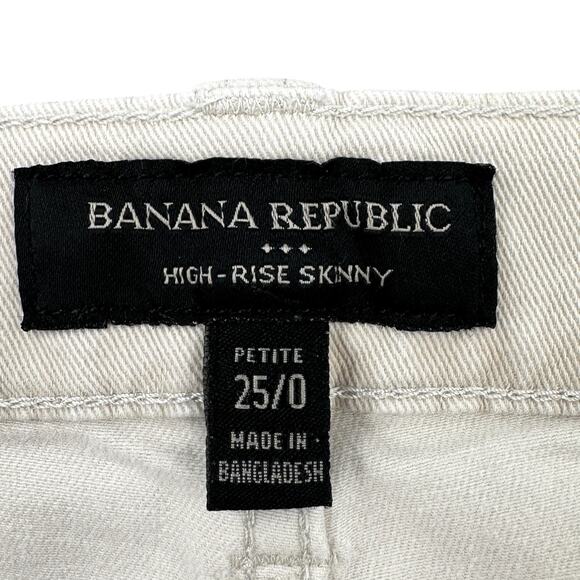 BANANA REPUBLIC
HIGH-RISE SKINNY
PETITE
25/0
MADE IN
BANGLADESH